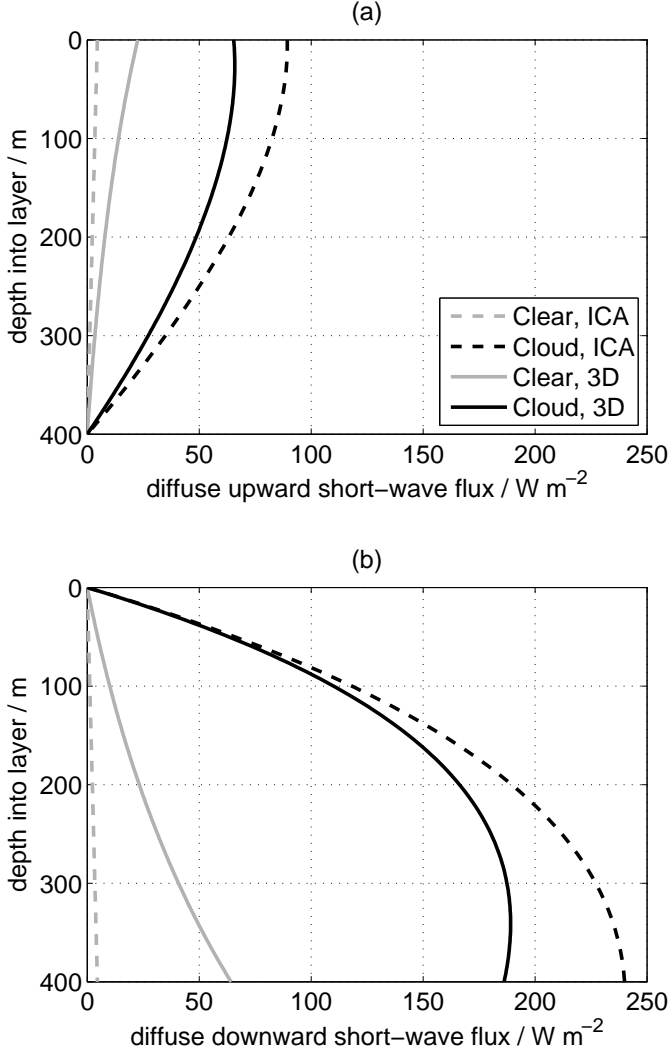 (a)
0
100
200
300
400
depth into layer / m
Clear, ICA
Cloud, ICA
Clear, 3D
Cloud, 3D
0 50 100 150 200 250
diffuse upward short−wave flux / W m−2
(b)
0
100
200
300
400
depth into layer / m
0 50 100 150 200 250
diffuse downward short−wave flux / W m−2